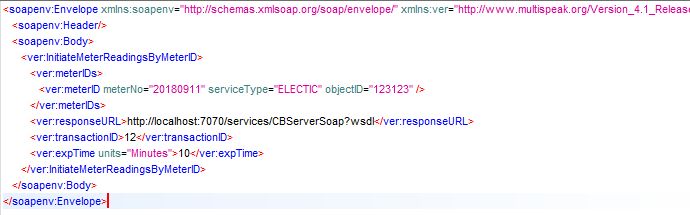 <soapenv:Envelope xmlns:soapenv="http://schemas.xmlsoap.org/soap/envelope/" xmlns:ver="http://www.multispeak.org/Version_4.1_Releas
<soapenv:Header/>
<soapenv:Body>
<ver:InitiateMeterReadingsByMeterID>
<ver:meterIDs>
<ver:meterID meterNo="20180911" serviceType="ELECTIC" objectID="123123" />
</ver:meterIDs>
<ver:responseURL>http://localhost:7070/services/CBServerSoap?wsdl</ver:responseURL>
<ver:transactionID>12</ver:transactionID>
<ver:expTime units="Minutes">10</ver:expTime>
</ver:InitiateMeterReadingsByMeterID>
</soapenv:Body>
</soapenv:Envelope>